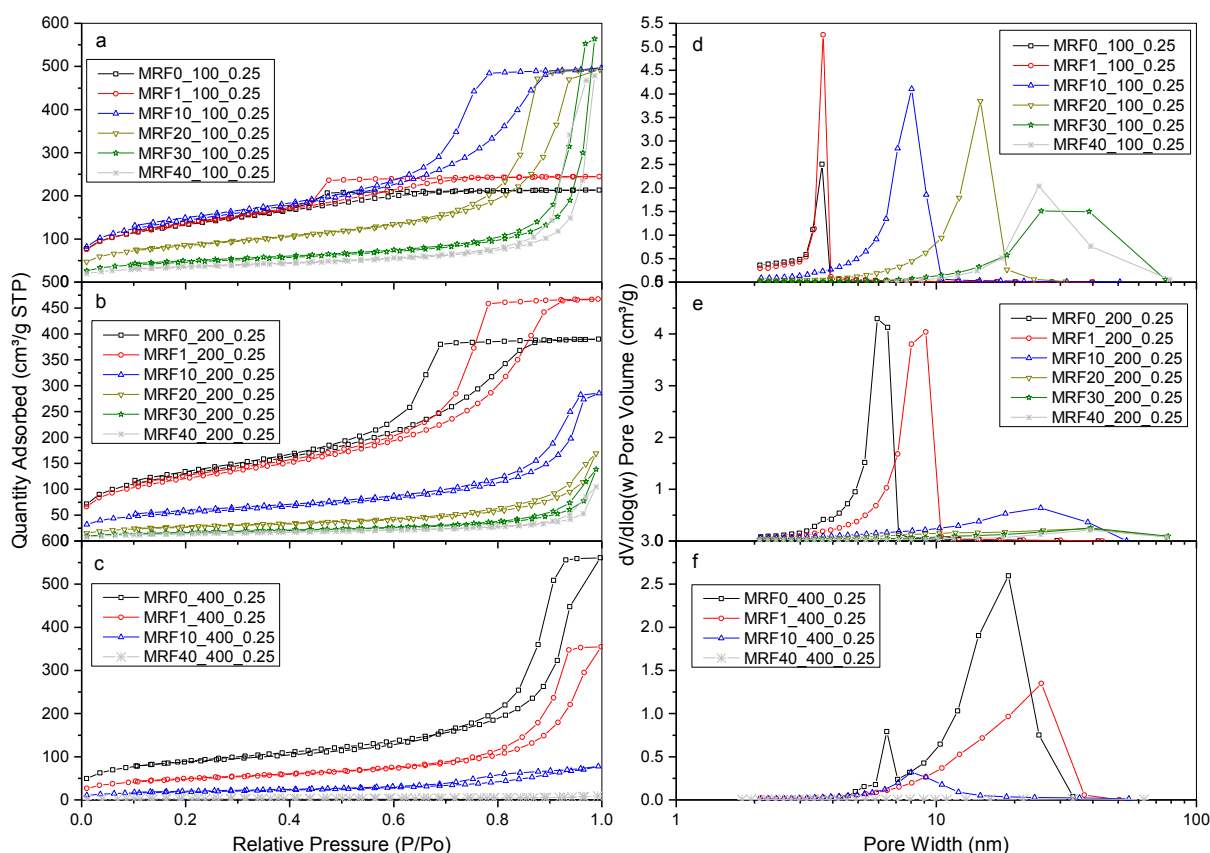 a
MRF0_100_0.25
MRF1_100_0.25
MRF10_100_0.25
MRF20_100_0.25
MRF30_100_0.25
MRF40_100_0.25
600
500
400
300
200
100
d
MRF0_100_0.25
MRF1_100_0.25
MRF10_100_0.25
MRF20_100_0.25
MRF30_100_0.25
MRF40_100_0.25
5.5
5.0
4.5
4.0
3.5
3.0
2.5
2.0
1.5
1.0
0.5
b
MRF0_200_0.25
MRF1_200_0.25
MRF10_200_0.25
MRF20_200_0.25
MRF30_200_0.25
MRF40_200_0.25
450
400
350
300
250
200
150
100
50
e
MRF0_200_0.25
MRF1_200_0.25
MRF10_200_0.25
MRF20_200_0.25
MRF30_200_0.25
MRF40_200_0.25
4
3
2
1
c
MRF0_400_0.25
MRF1_400_0.25
MRF10_400_0.25
MRF40_400_0.25
500
400
300
200
100
0
f
MRF0_400_0.25
MRF1_400_0.25
MRF10_400_0.25
MRF40_400_0.25
2.5
2.0
1.5
1.0
0.5
0.0
Quantity Adsorbed (cm³/g STP)
dV/dlog(w) Pore Volume (cm³/g)
0.0 0.2 0.4 0.6 0.8 1.0
Relative Pressure (P/Po)
1 10 100
Pore Width (nm)